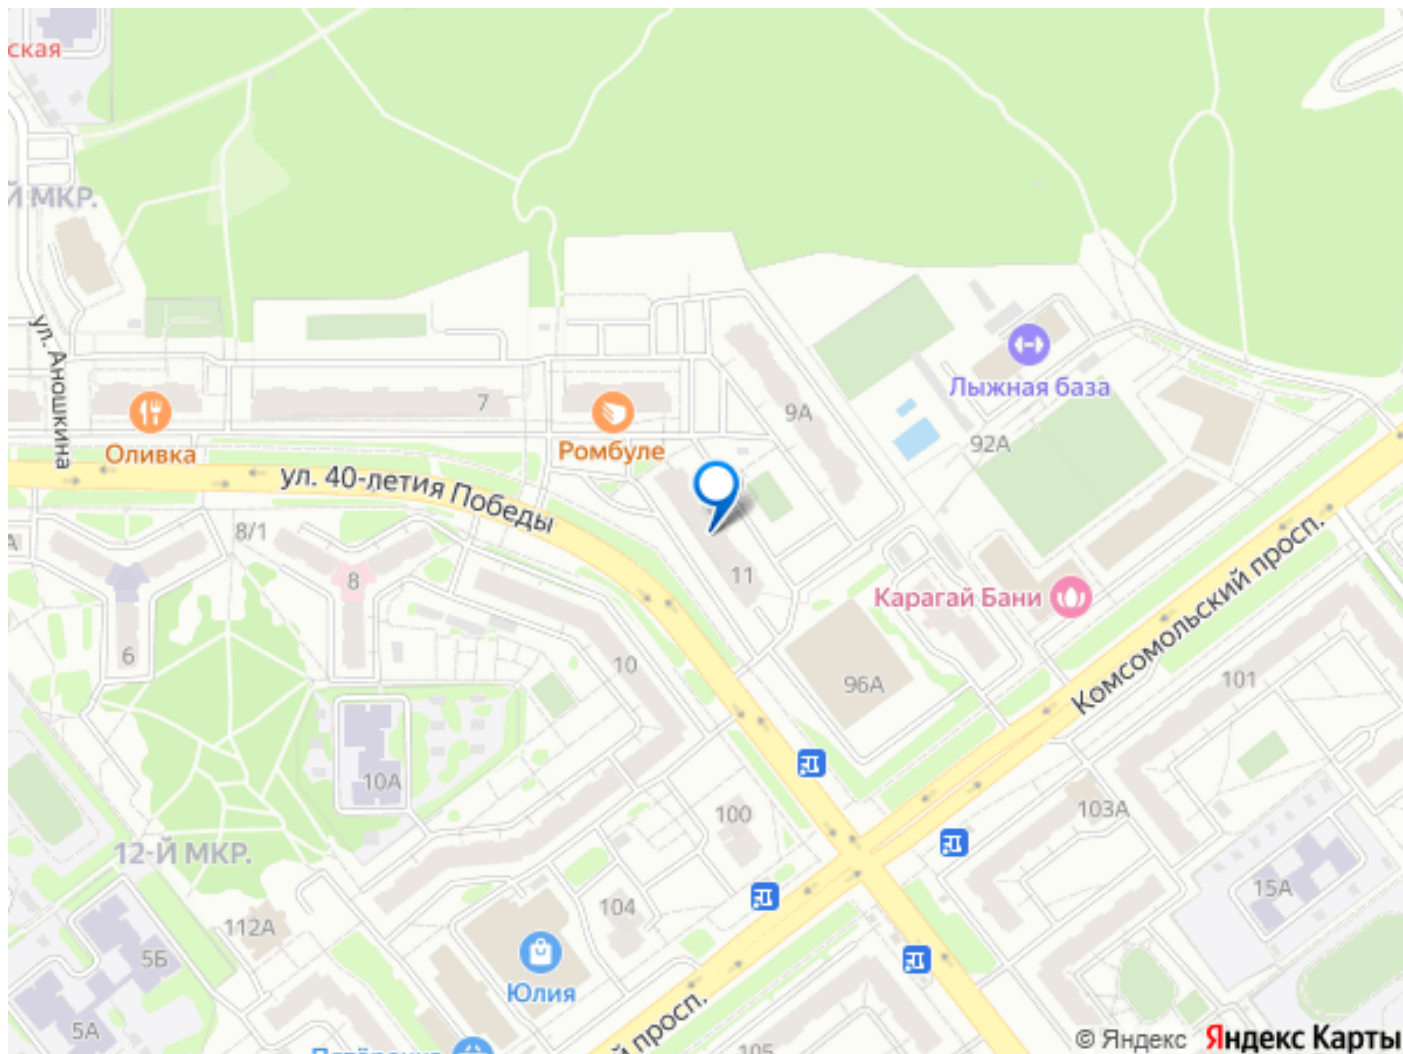 ская
Й МКР.
ул. Аношкина
Оливка
7
Ромбуле
9А
Лыжная база
92А
ул. 40-летия Победы
А
8/1
8
6
11
10
Карагай Бани
96А
Комсомольский просп.
101
10А
100
103А
12-Й МКР.
15А
104
112А
5Б
Юлия
5А
й просп.
105
© Яндекс Яндекс Карты